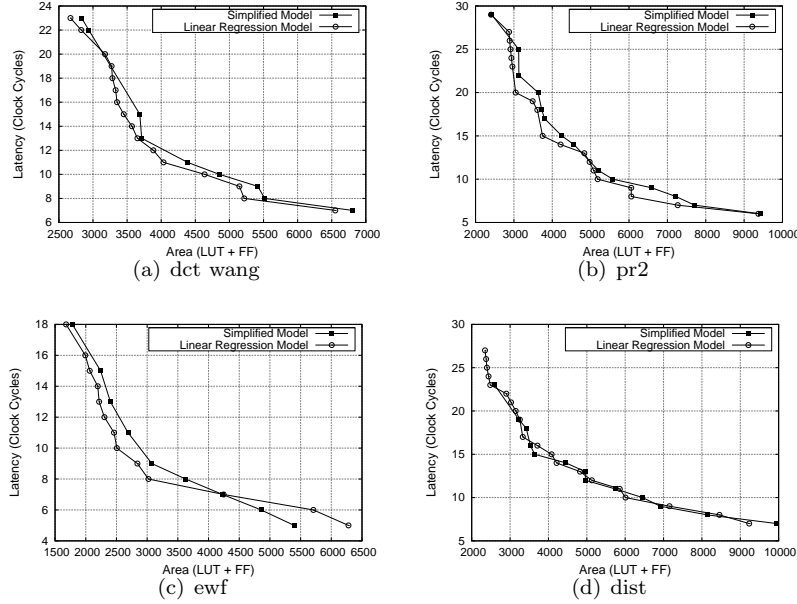 24
22
20
18
16
14
12
10
8
6
2500 3000 3500 4000 4500 5000 5500 6000 6500 7000
Latency (Clock Cycles)
Area (LUT + FF)
Simplified Model
Linear Regression Model
(a) dct wang
30
25
20
15
10
5
2000 3000 4000 5000 6000 7000 8000 9000 10000
Latency (Clock Cycles)
Area (LUT + FF)
Simplified Model
Linear Regression Model
(b) pr2
18
16
14
12
10
8
6
4
1500 2000 2500 3000 3500 4000 4500 5000 5500 6000 6500
Latency (Clock Cycles)
Area (LUT + FF)
Simplified Model
Linear Regression Model
(c) ewf
30
25
20
15
10
5
2000 3000 4000 5000 6000 7000 8000 9000 10000
Latency (Clock Cycles)
Area (LUT + FF)
Simplified Model
Linear Regression Model
(d) dist